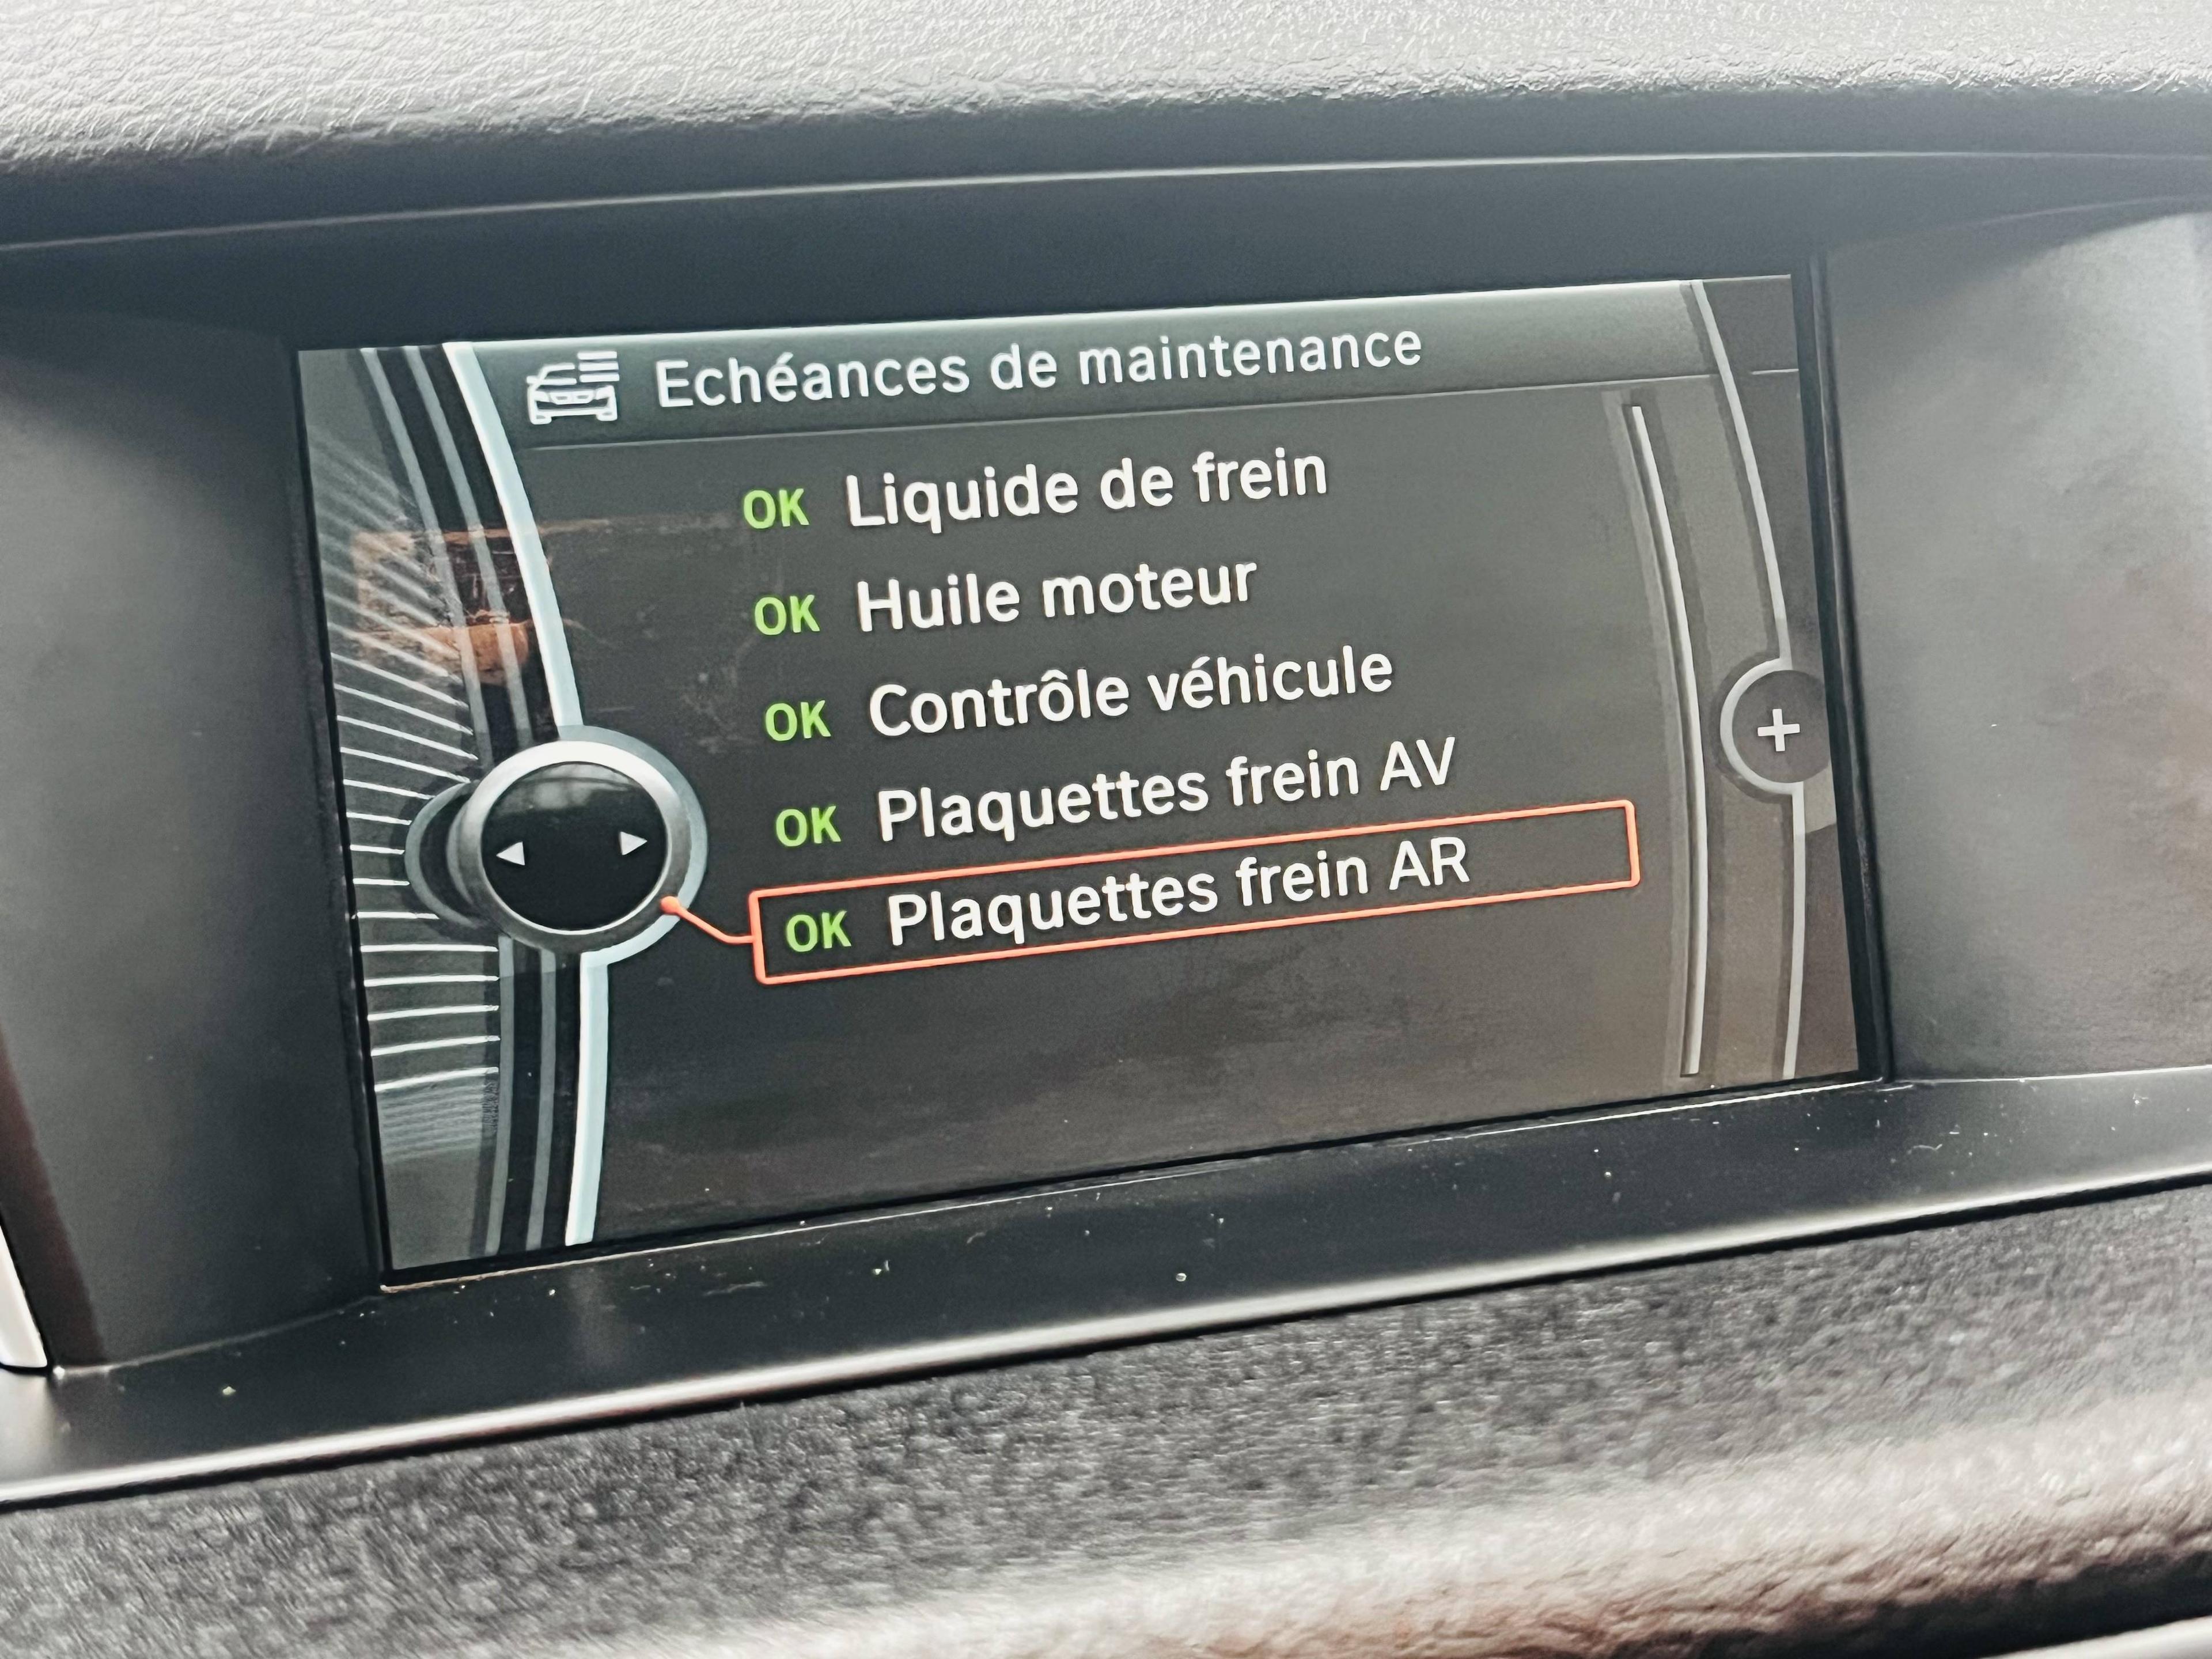 Echéances de maintenance
OK Liquide de frein
OK Huile moteur
OK Contrôle véhicule
OK Plaquettes frein AV
OK Plaquettes frein AR
+